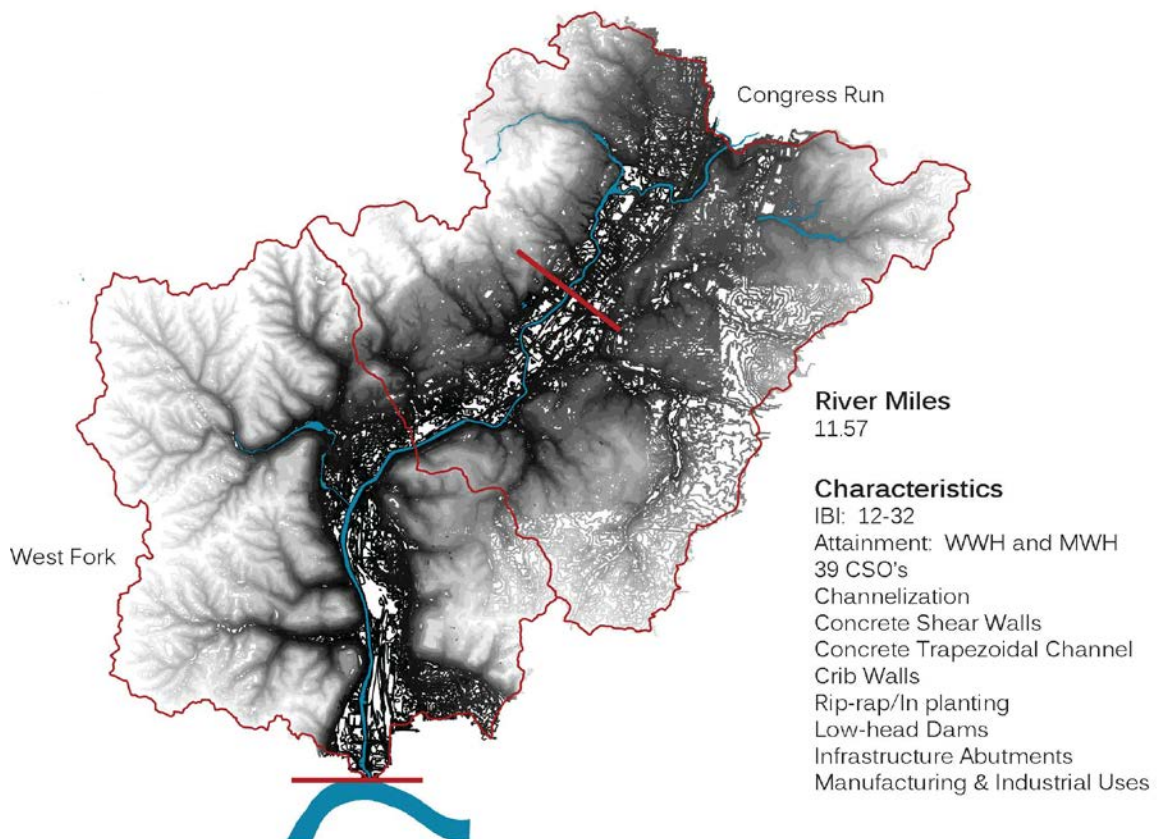 Congress Run
West Fork
River Miles
11.57
Characteristics
IBI: 12-32
Attainment: WWH and MWH
39 CSO's
Channelization
Concrete Shear Walls
Concrete Trapezoidal Channel
Crib Walls
Rip-rap/In planting
Low-head Dams
Infrastructure Abutments
Manufacturing & Industrial Uses